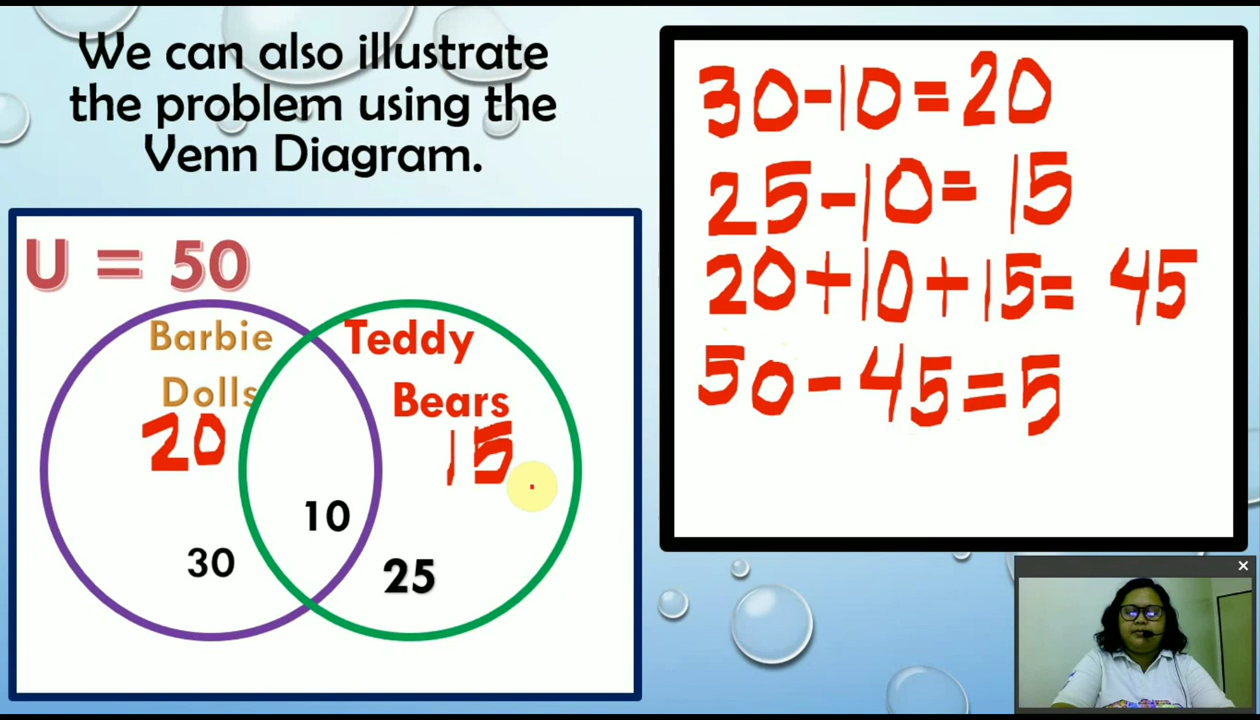 We can also illustrate
the problem using the
Venn Diagram.
U = 50
Barbie
Dolls
20
Teddy
Bears
15
10
30
25
30-10=20
25-10=15
20+10+15=45
50-45=5